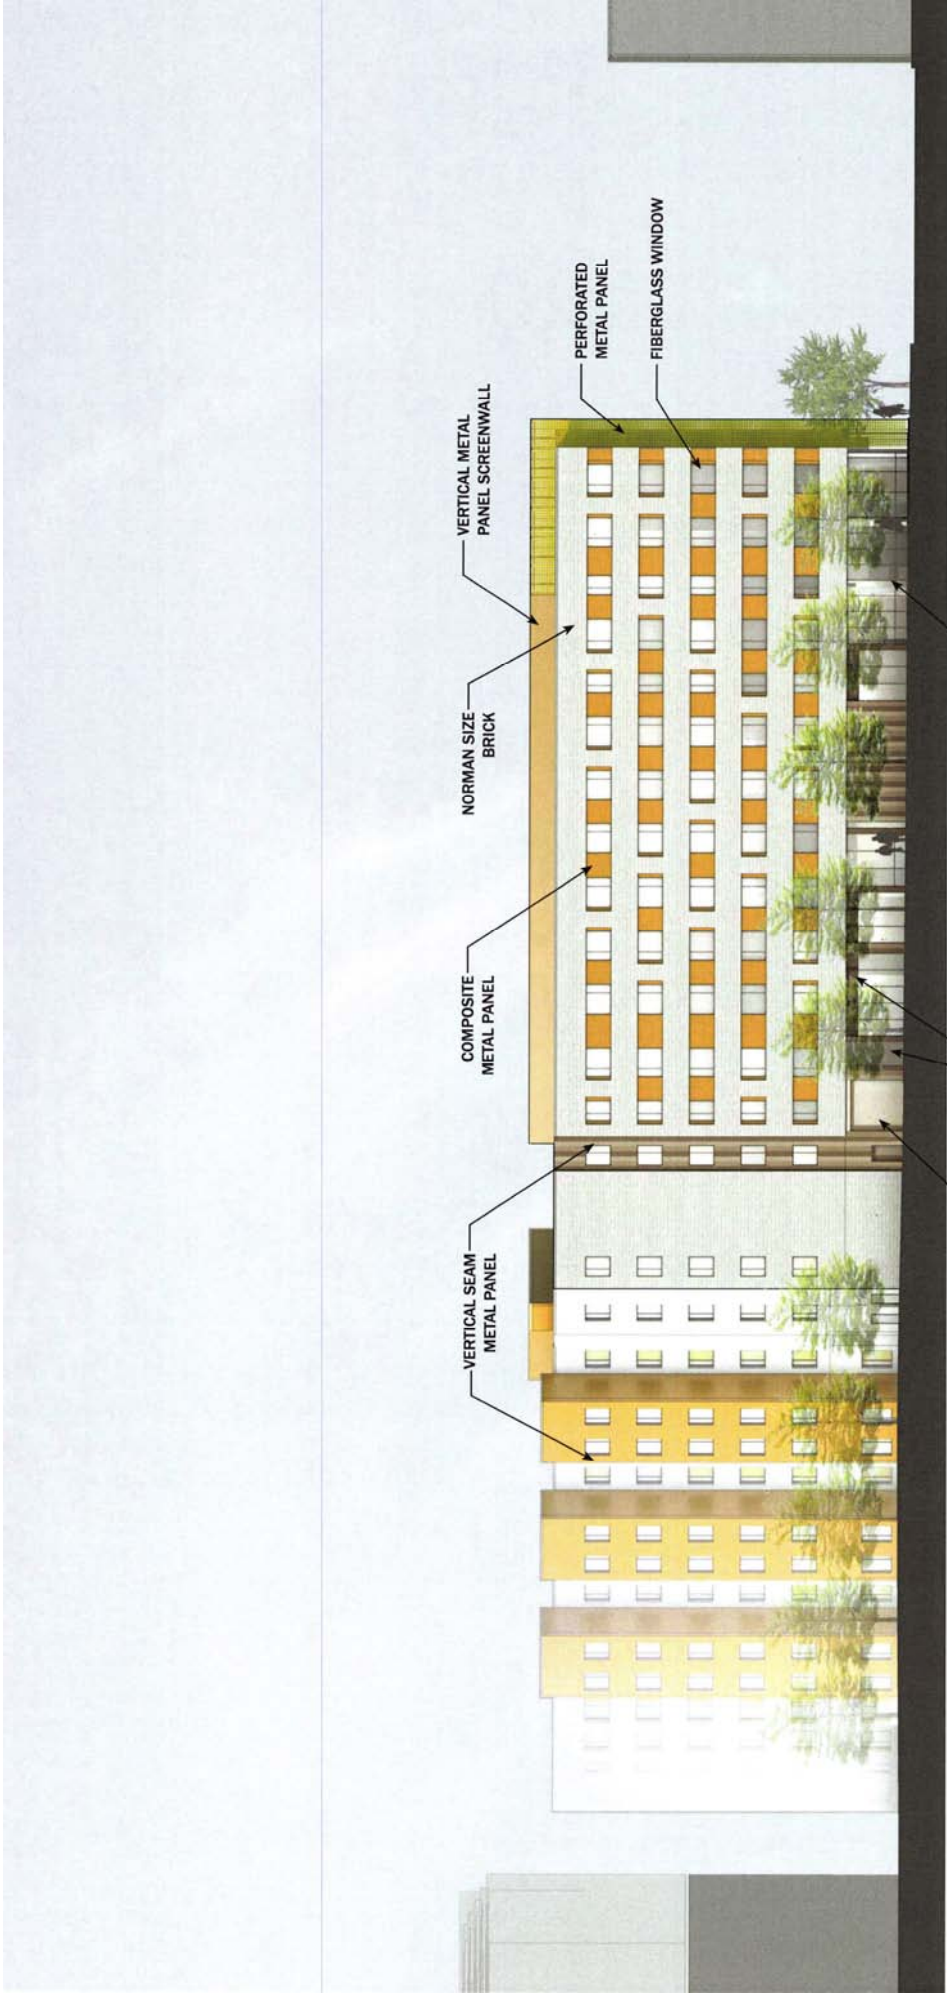 VERTICAL SEAM
METAL PANEL
COMPOSITE
METAL PANEL
NORMAN SIZE
BRICK
VERTICAL METAL
PANEL SCREENWALL
PERFORATED
METAL PANEL
FIBERGLASS WINDOW